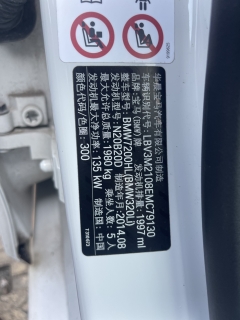 华晨宝马汽车有限公司制造
车辆识别代号:LBV3M2108EMC79130
品牌:宝马(BMW)牌 发动机排量:1997 ml
整车型号:BMW7200DL(BMW320Li)
发动机型号:N20B20D 制造年月:2014.08
最大允许总质量:1980 kg 乘坐人数:5 人
发动机最大净功率:135 kW 制造国:中国
颜色代码:色圈:300